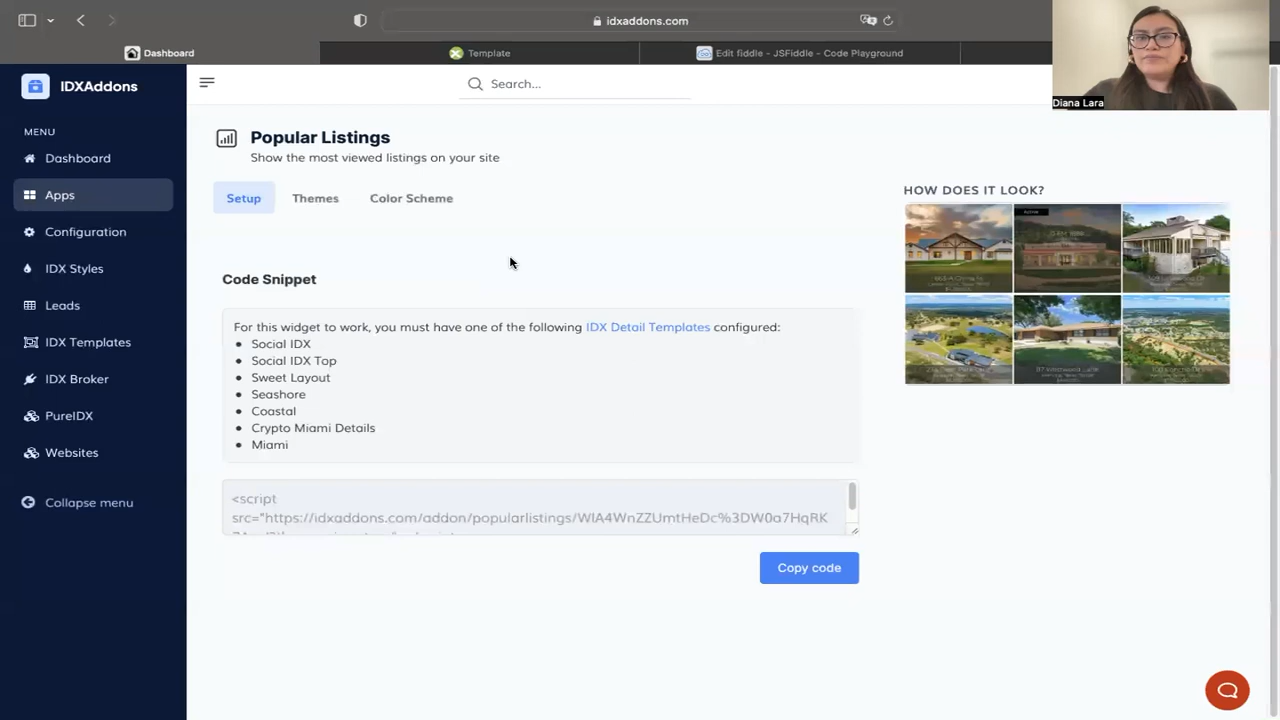 idxaddons.com
Dashboard
Template
Edit fiddle - JSFiddle - Code Playground
IDXAddons
Search...
Diana Lara
MENU
Dashboard
Apps
Configuration
IDX Styles
Leads
IDX Templates
IDX Broker
PureIDX
Websites
Collapse menu
Popular Listings
Show the most viewed listings on your site
Setup
Themes
Color Scheme
Code Snippet
For this widget to work, you must have one of the following IDX Detail Templates configured:
Social IDX
Social IDX Top
Sweet Layout
Seashore
Coastal
Crypto Miami Details
Miami
<script
src="https://idxaddons.com/addon/popularlistings/WlA4WnZZUmtHeDc%3DW0a7HqRK
Copy code
HOW DOES IT LOOK?